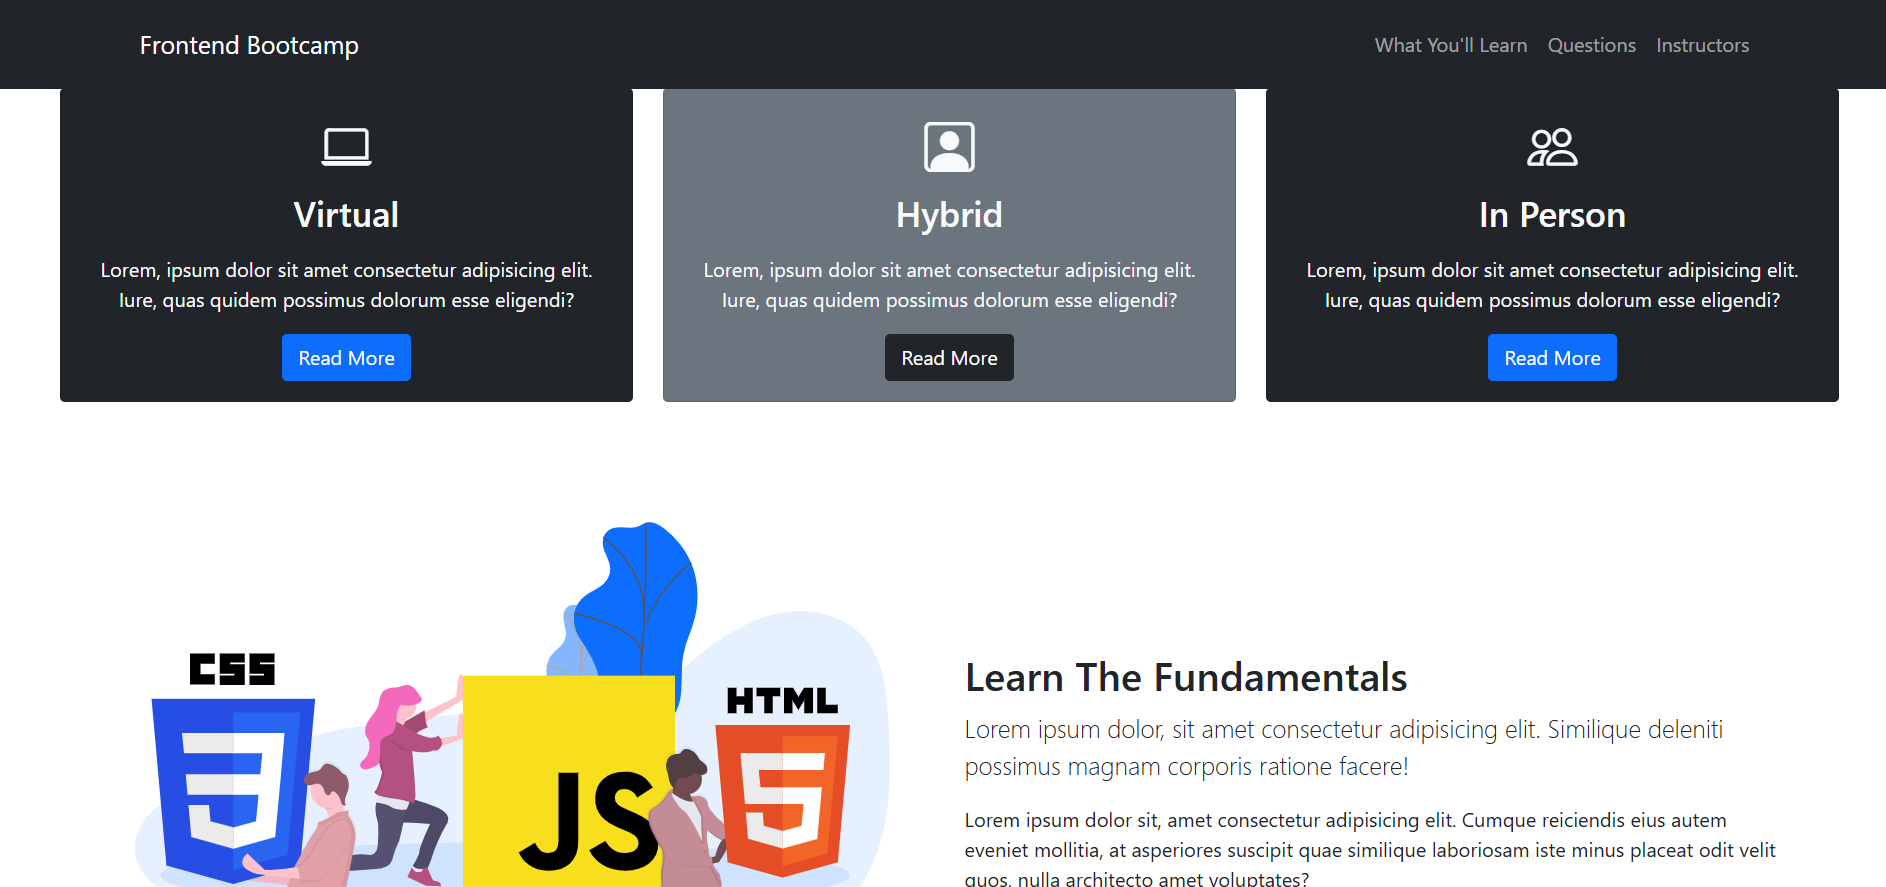 Frontend Bootcamp
What You'll Learn Questions Instructors
Virtual
Lorem, ipsum dolor sit amet consectetur adipisicing elit.
Iure, quas quidem possimus dolorum esse eligendi?
Read More
Hybrid
Lorem, ipsum dolor sit amet consectetur adipisicing elit.
Iure, quas quidem possimus dolorum esse eligendi?
Read More
In Person
Lorem, ipsum dolor sit amet consectetur adipisicing elit.
Iure, quas quidem possimus dolorum esse eligendi?
Read More
CSS
3
JS
HTML
5
Learn The Fundamentals
Lorem ipsum dolor, sit amet consectetur adipisicing elit. Similique deleniti
possimus magnam corporis ratione facere!
Lorem ipsum dolor sit, amet consectetur adipisicing elit. Cumque reiciendis eius autem
eveniet mollitia, at asperiores suscipit quae similique laboriosam iste minus placeat odit velit
quos, nulla architecto amet voluptates?